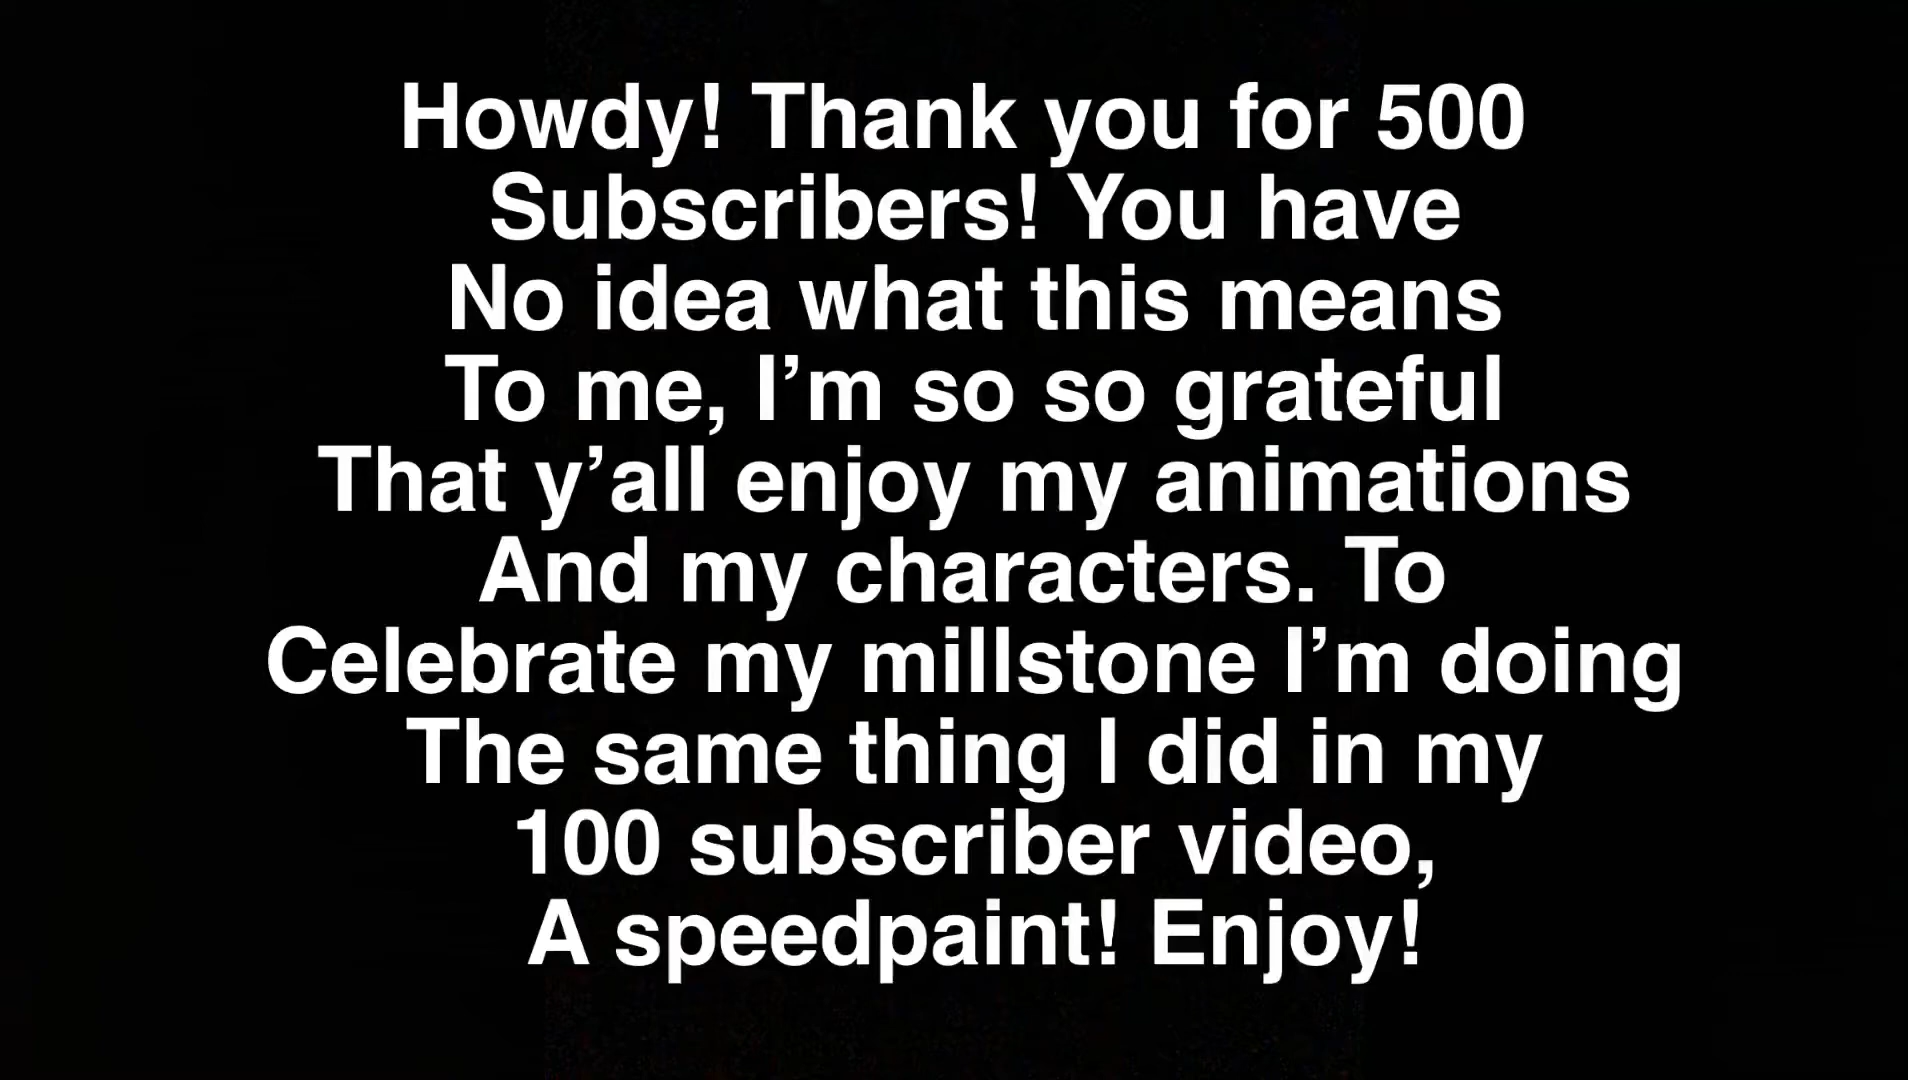 Howdy! Thank you for 500
Subscribers! You have
No idea what this means
To me, I’m so so grateful
That y’all enjoy my animations
And my characters. To
Celebrate my millstone I’m doing
The same thing I did in my
100 subscriber video,
A speedpaint! Enjoy!